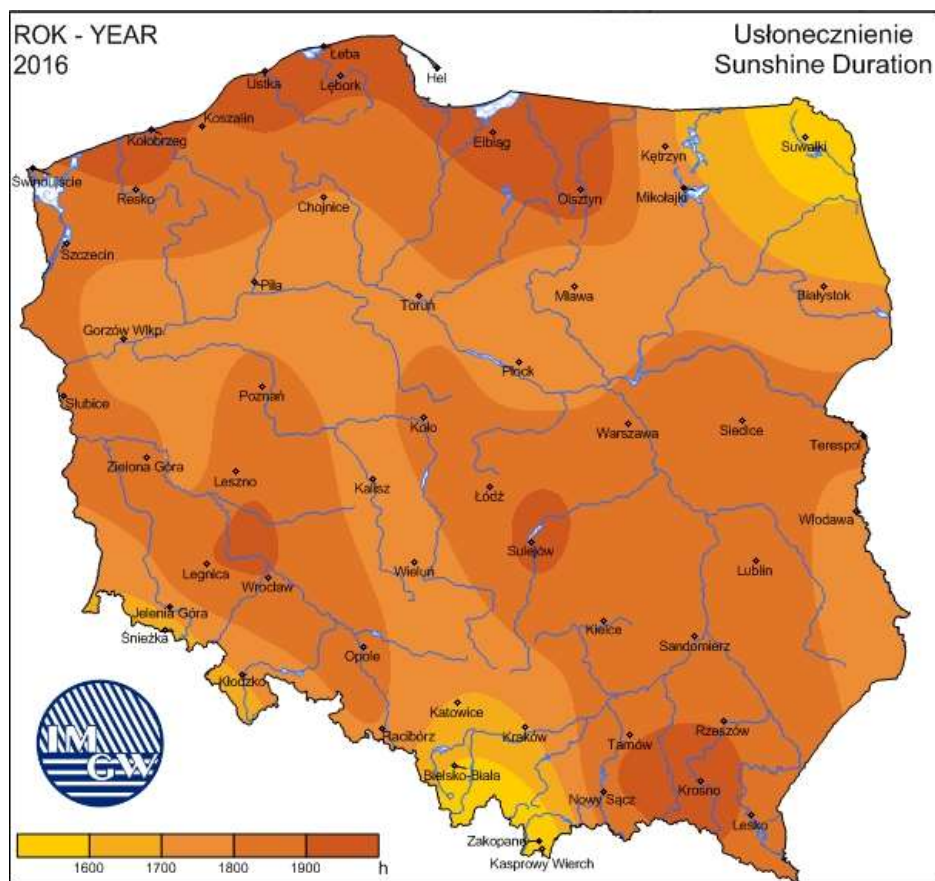 ROK - YEAR
2016
Usłonecznienie
Sunshine Duration
Łeba
Hel
Ustka
Lębork
Koszalin
Kołobrzeg
Elbląg
Suwałki
Kętrzyn
Świnoujście
Resko
Chojnice
Olsztyn
Mikołajki
Szczecin
Piła
Toruń
Mława
Białystok
Gorzów Wlkp.
Płock
Słubice
Poznań
Koło
Warszawa
Siedlce
Terespol
Zielona Góra
Leszno
Kalisz
Łódź
Włodawa
Sulejów
Legnica
Wrocław
Wieluń
Lublin
Jelenia Góra
Śnieżka
Kielce
Sandomierz
Opole
Kłodzko
Katowice
Racibórz
Kraków
Tarnów
Rzeszów
Bielsko-Biała
Krosno
Nowy Sącz
Lesko
Zakopane
Kasprowy Wierch
IM
GW
1600 1700 1800 1900 h